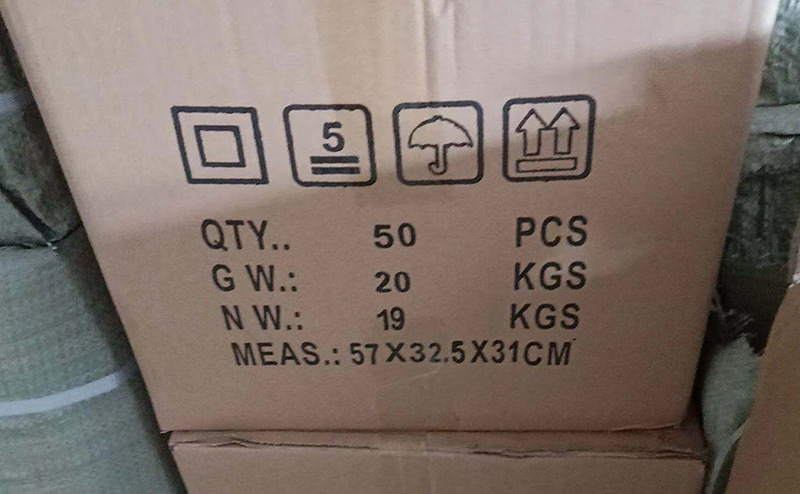 5
QTY.. 50 PCS
G W.: 20 KGS
N W.: 19 KGS
MEAS.: 57X32.5X31CM